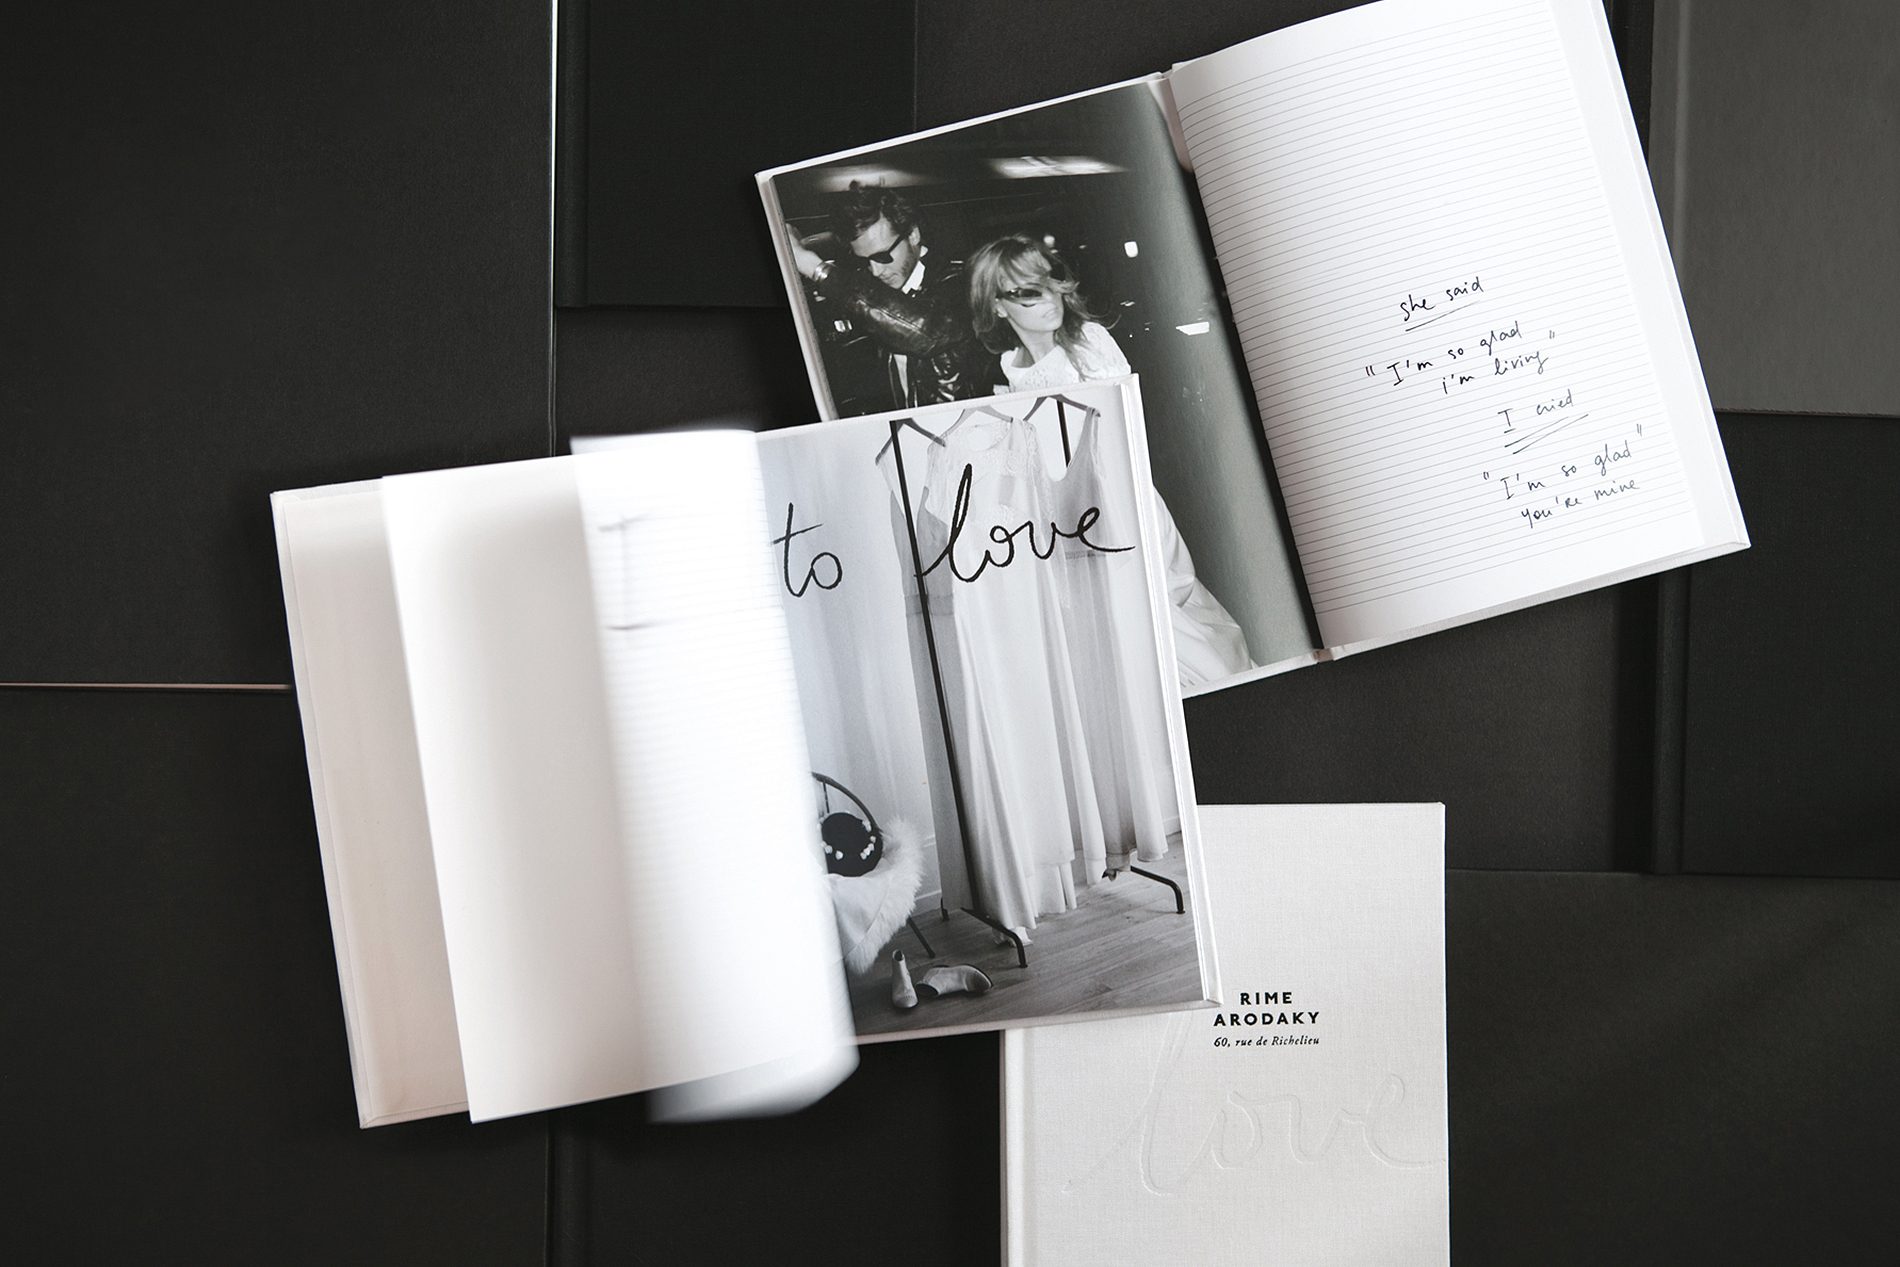 she said
"I'm so glad
i'm living"
I cried
"I'm so glad"
you're mine
I
to love
RIME
ARODAKY
60, rue de Richelieu
love